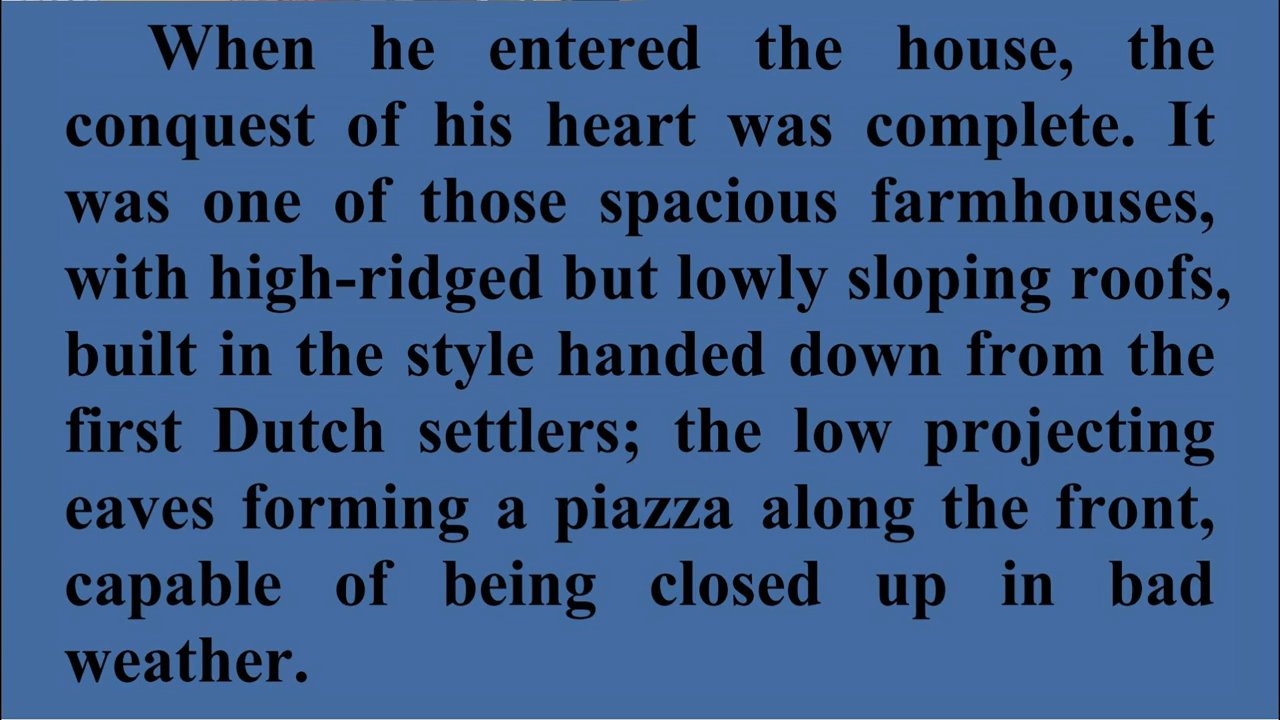 When he entered the house, the
conquest of his heart was complete. It
was one of those spacious farmhouses,
with high-ridged but lowly sloping roofs,
built in the style handed down from the
first Dutch settlers; the low projecting
eaves forming a piazza along the front,
capable of being closed up in bad
weather.